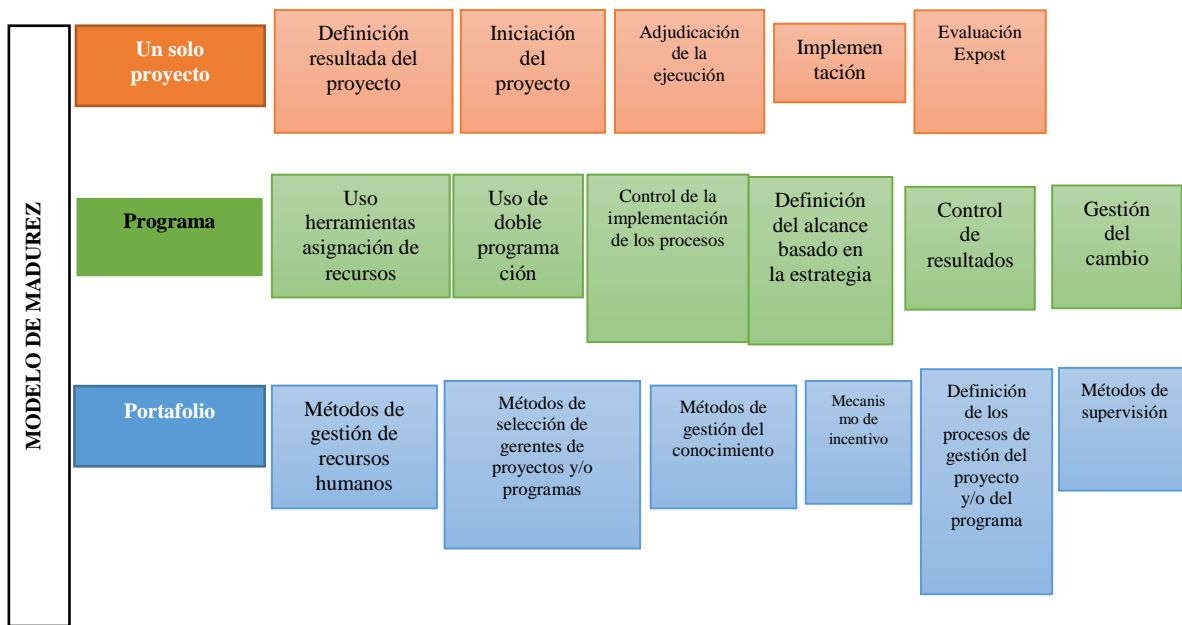 MODELO DE MADUREZ
Un solo
proyecto
Definición
resultada del
proyecto
Iniciación
del
proyecto
Adjudicación
de la
ejecución
Implemen
tación
Evaluación
Expost
Programa
Uso
herramientas
asignación de
recursos
Uso de
doble
programa
ción
Control de la
implementación
de los procesos
Definición
del alcance
basado en
la estrategia
Control
de
resultados
Gestión
del
cambio
Portafolio
Métodos de
gestión de
recursos
humanos
Métodos de
selección de
gerentes de
proyectos y/o
programas
Métodos de
gestión del
conocimiento
Mecanis
mo de
incentivo
Definición
de los
procesos de
gestión del
proyecto
y/o del
programa
Métodos de
supervisión